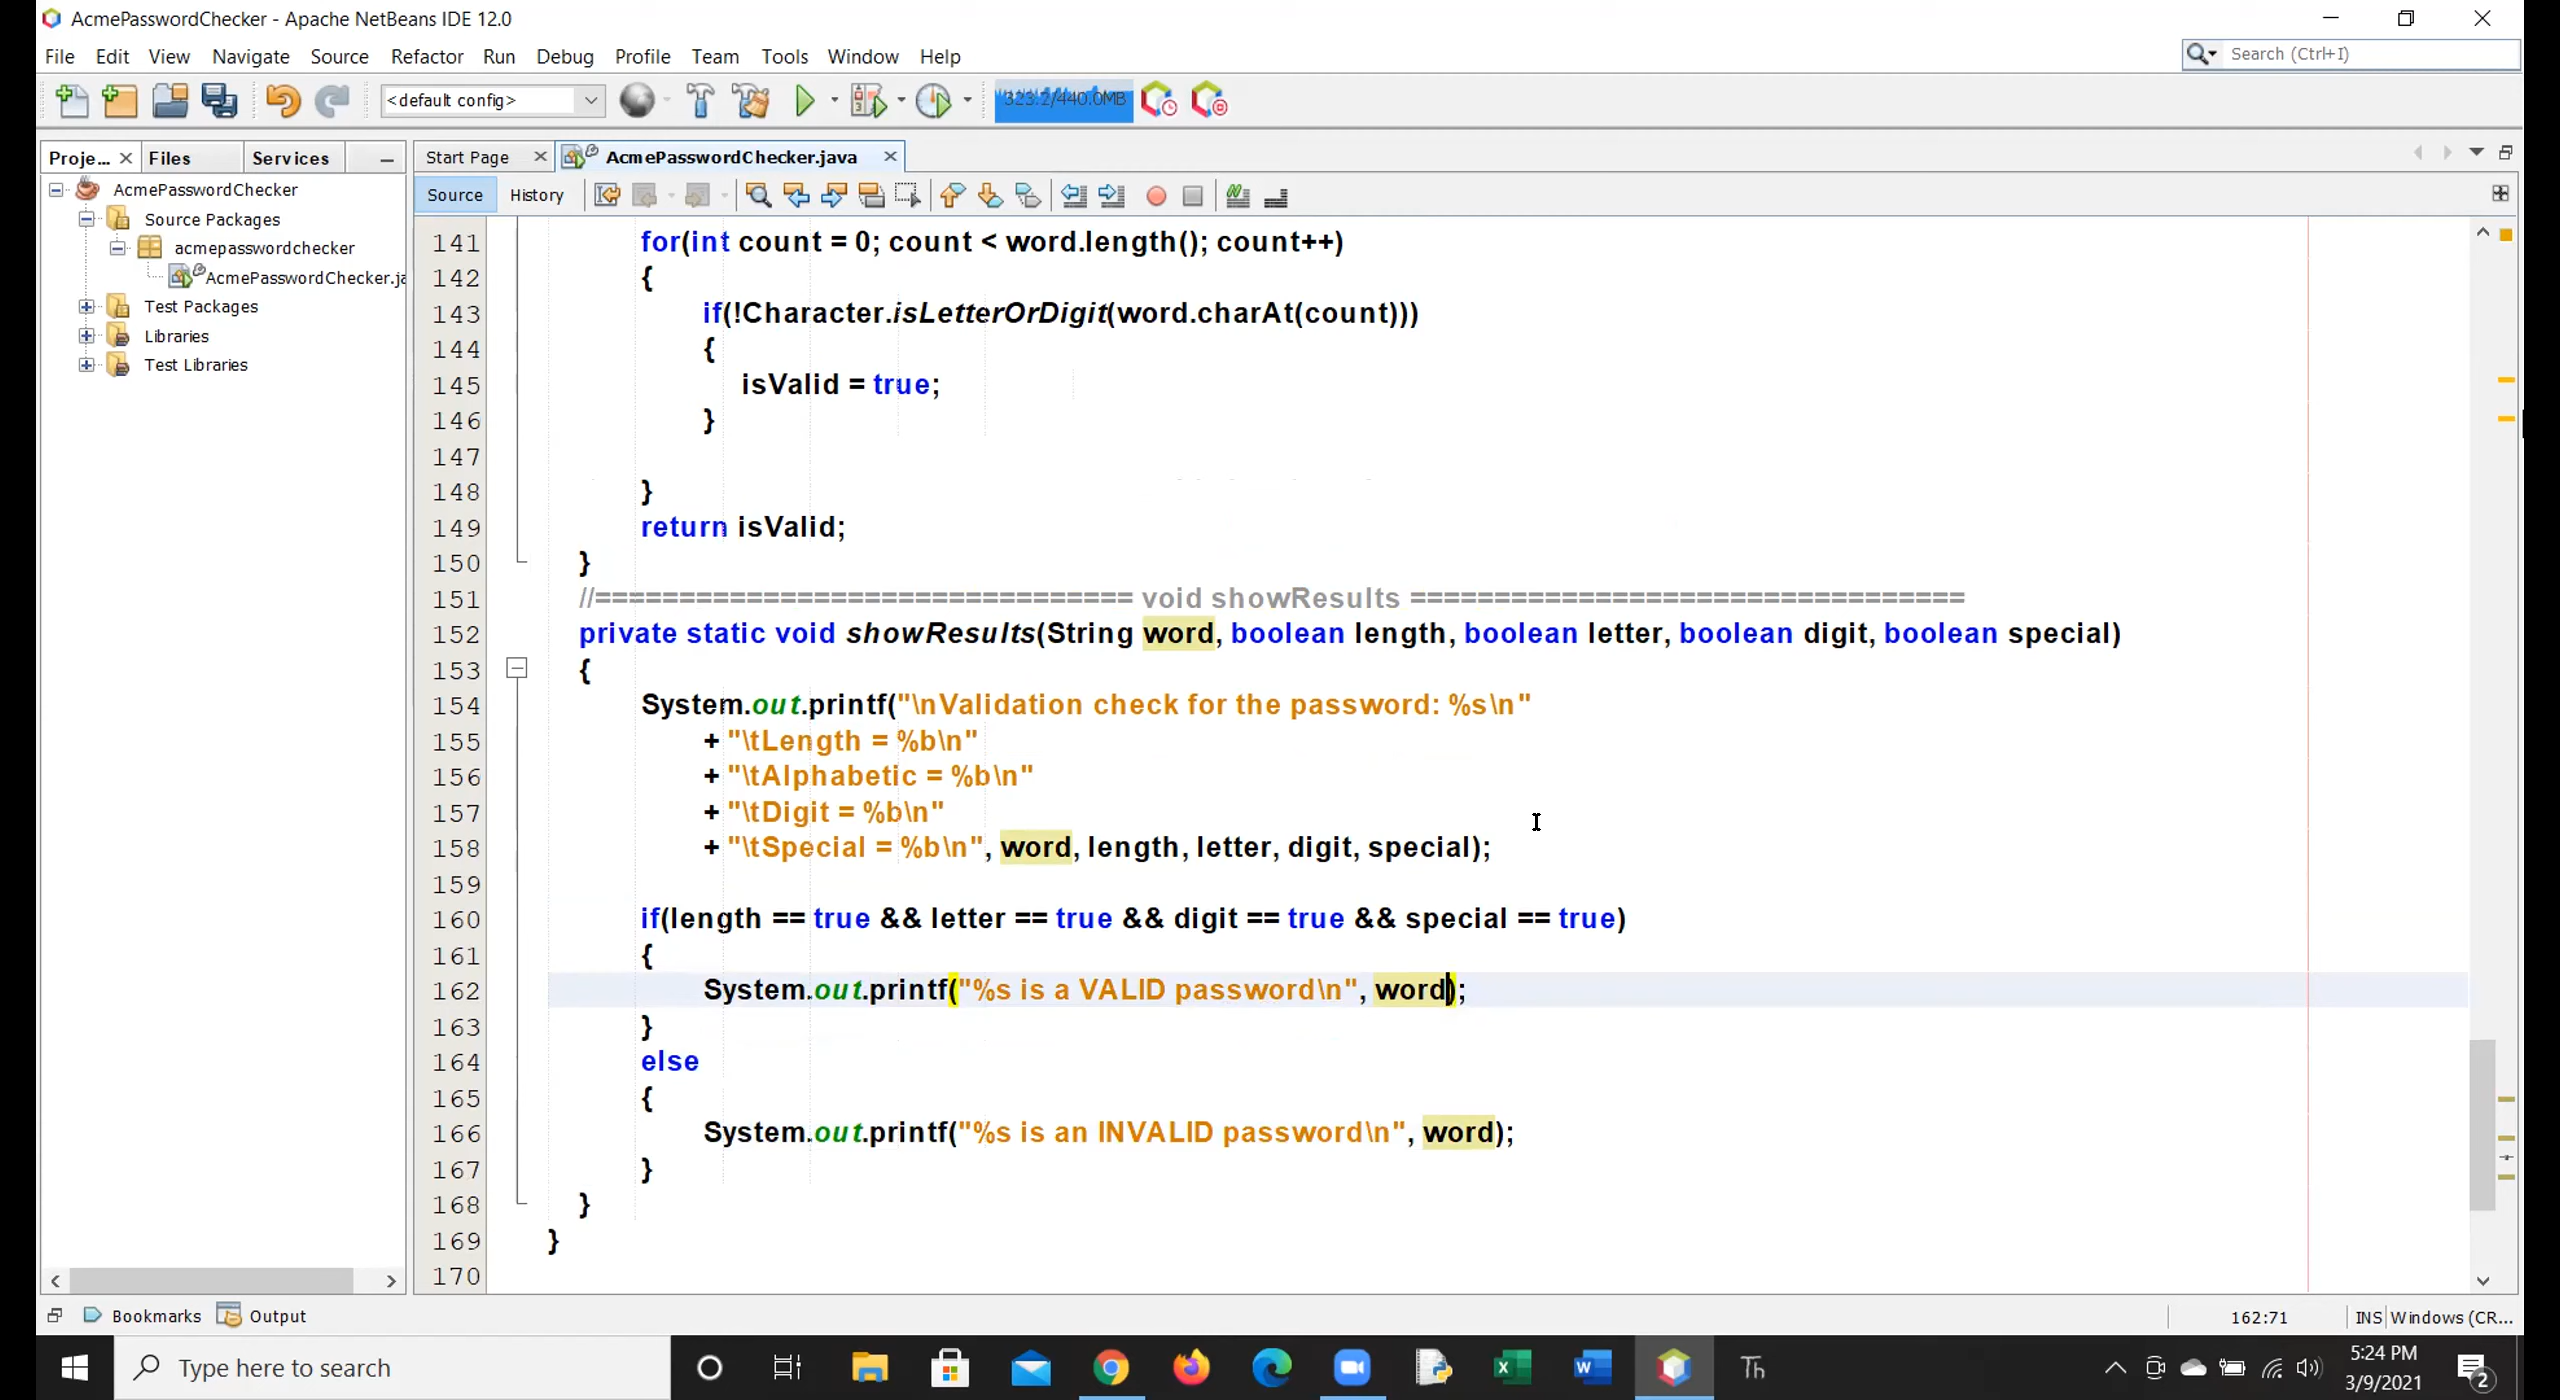 AcmePasswordChecker - Apache NetBeans IDE 12.0
File Edit View Navigate Source Refactor Run Debug Profile Team Tools Window Help
Search (Ctrl+I)
<default config>
323.2/440.0MB
Proje... Files Services
Start Page AcmePasswordChecker.java
AcmePasswordChecker
Source Packages
acmepasswordchecker
AcmePasswordChecker.ja
Test Packages
Libraries
Test Libraries
Source History
141 for(int count = 0; count < word.length(); count++)
142 {
143 if(!Character.isLetterOrDigit(word.charAt(count)))
144 {
145 isValid = true;
146 }
147
148 }
149 return isValid;
150 }
151 //================================ void showResults =================================
152 private static void showResults(String word, boolean length, boolean letter, boolean digit, boolean special)
153 {
154 System.out.printf("\nValidation check for the password: %s\n"
155 + "\tLength = %b\n"
156 + "\tAlphabetic = %b\n"
157 + "\tDigit = %b\n"
158 + "\tSpecial = %b\n", word, length, letter, digit, special);
159
160 if(length == true && letter == true && digit == true && special == true)
161 {
162 System.out.printf("%s is a VALID password\n", word);
163 }
164 else
165 {
166 System.out.printf("%s is an INVALID password\n", word);
167 }
168 }
169 }
170
Bookmarks Output
162:71 INS Windows (CR...
Type here to search
Th
5:24 PM
3/9/2021
2